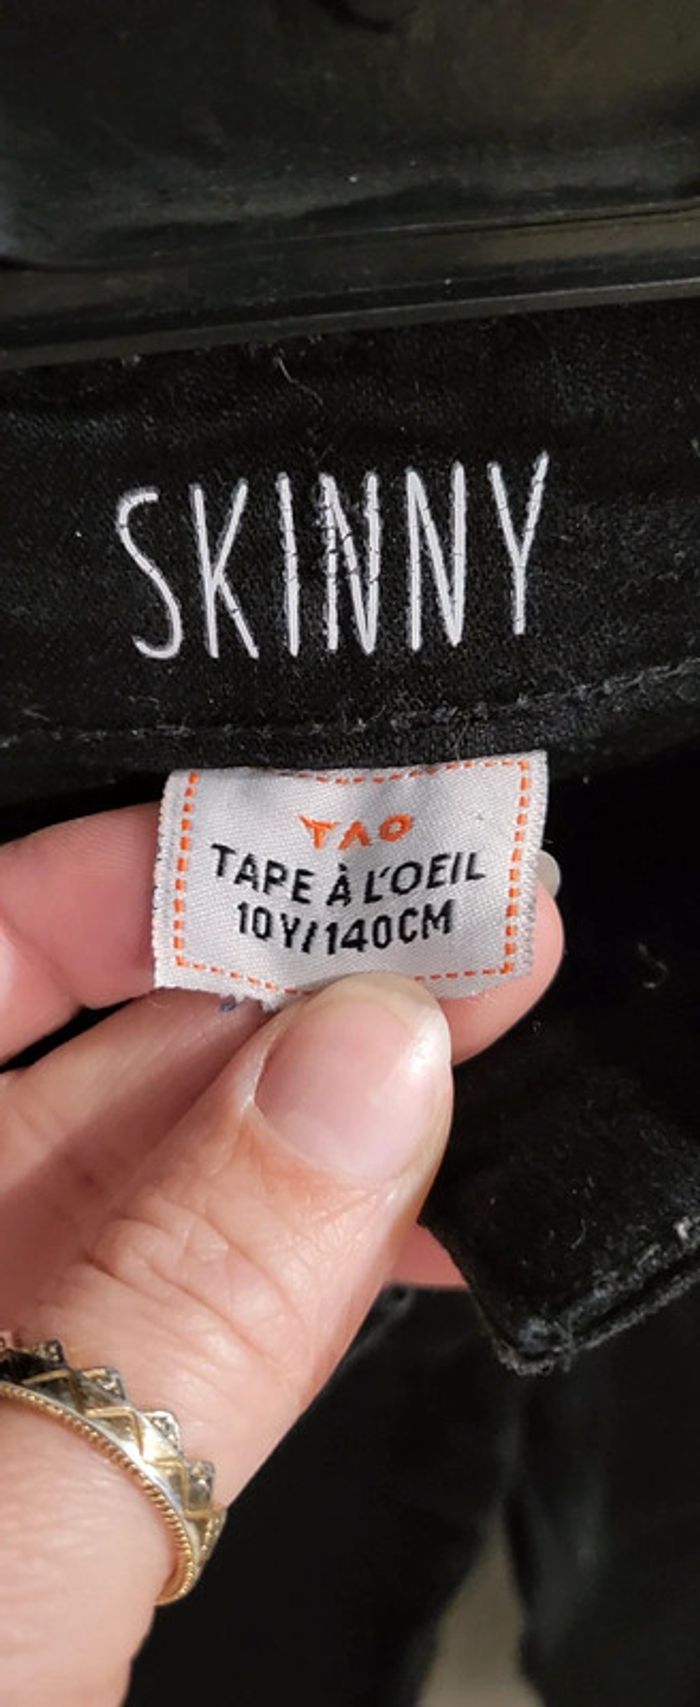 SKINNY
TAO
TAPE À L'OEIL
10Y/140CM